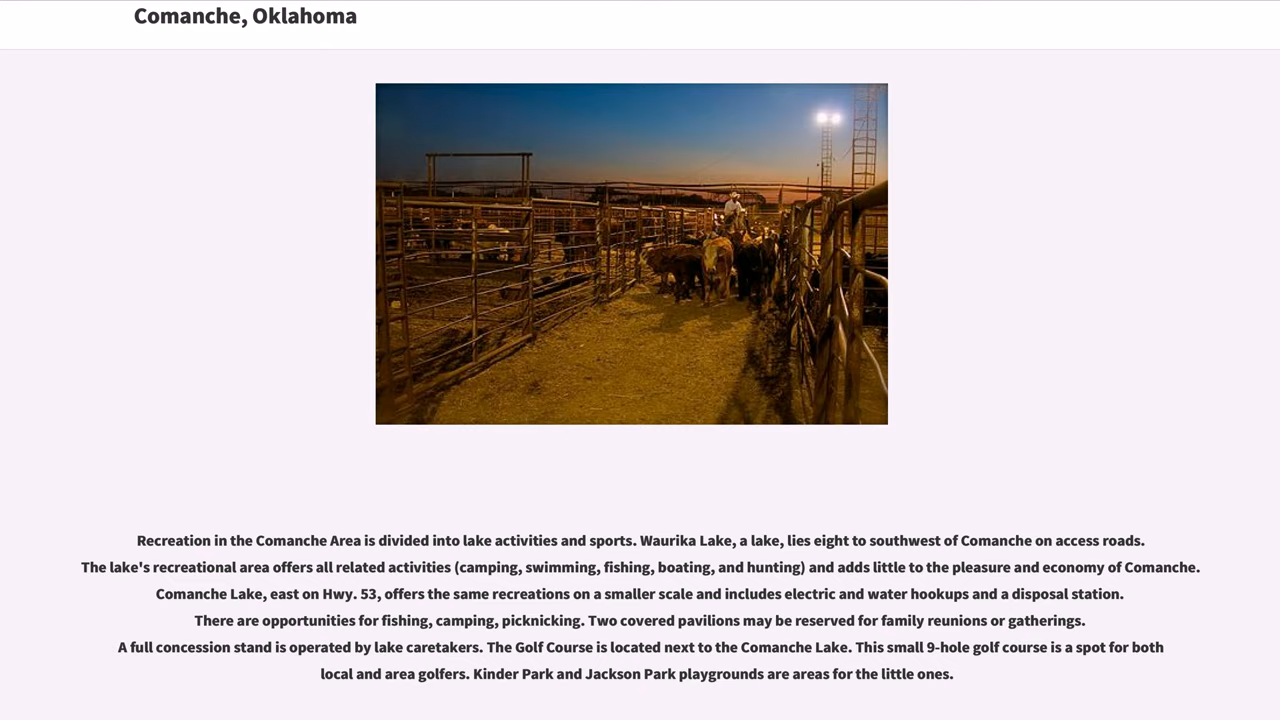 Comanche, Oklahoma
Recreation in the Comanche Area is divided into lake activities and sports. Waurika Lake, a lake, lies eight to southwest of Comanche on access roads.
The lake's recreational area offers all related activities (camping, swimming, fishing, boating, and hunting) and adds little to the pleasure and economy of Comanche.
Comanche Lake, east on Hwy. 53, offers the same recreations on a smaller scale and includes electric and water hookups and a disposal station.
There are opportunities for fishing, camping, picknicking. Two covered pavilions may be reserved for family reunions or gatherings.
A full concession stand is operated by lake caretakers. The Golf Course is located next to the Comanche Lake. This small 9-hole golf course is a spot for both
local and area golfers. Kinder Park and Jackson Park playgrounds are areas for the little ones.